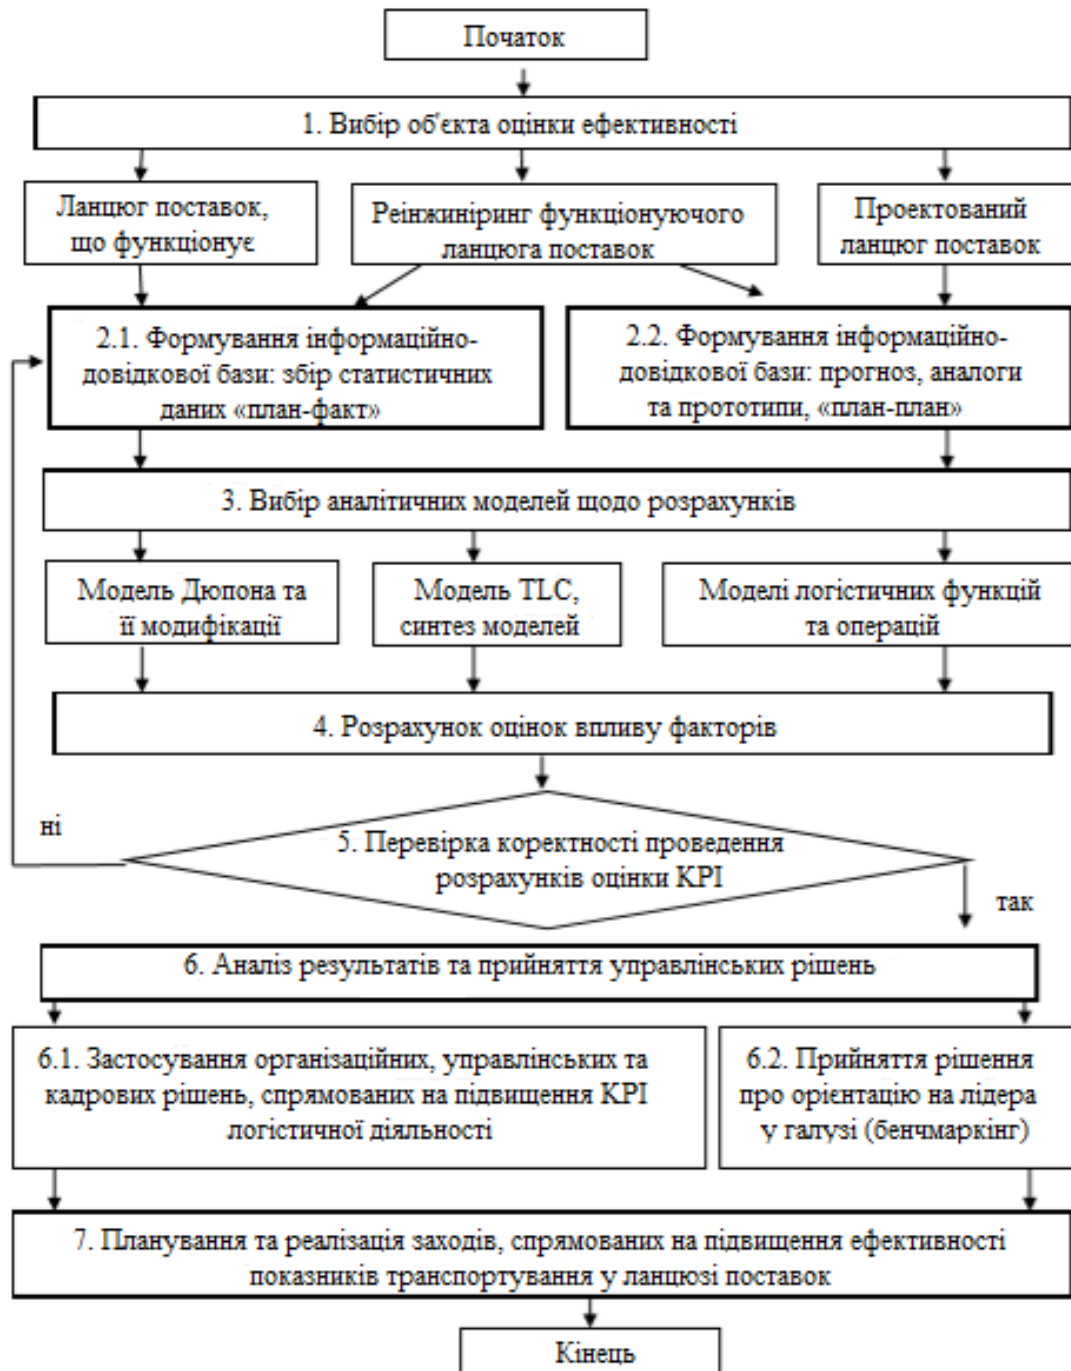 Початок
1. Вибір об'єкта оцінки ефективності
Ланцюг поставок,
що функціонує
Реінжиніринг функціонуючого
ланцюга поставок
Проектований
ланцюг поставок
2.1. Формування інформаційно-
довідкової бази: збір статистичних
даних «план-факт»
2.2. Формування інформаційно-
довідкової бази: прогноз, аналоги
та прототипи, «план-план»
3. Вибір аналітичних моделей щодо розрахунків
Модель Дюпона та
її модифікації
Модель TLC,
синтез моделей
Моделі логістичних функцій
та операцій
4. Розрахунок оцінок впливу факторів
ні
5. Перевірка коректності проведення
розрахунків оцінки KPI
так
6. Аналіз результатів та прийняття управлінських рішень
6.1. Застосування організаційних, управлінських та
кадрових рішень, спрямованих на підвищення KPI
логістичної діяльності
6.2. Прийняття рішення
про орієнтацію на лідера
у галузі (бенчмаркінг)
7. Планування та реалізація заходів, спрямованих на підвищення ефективності
показників транспортування у ланцюзі поставок
Кінець